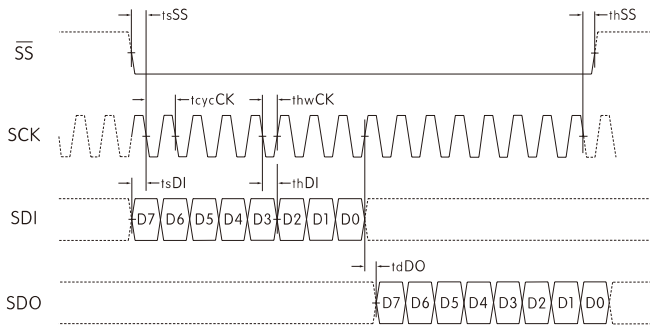 tsSS thSS
SS
tcycCK thwCK
SCK
tsDI thDI
SDI D7 D6 D5 D4 D3 D2 D1 D0
tdDO
SDO D7 D6 D5 D4 D3 D2 D1 D0